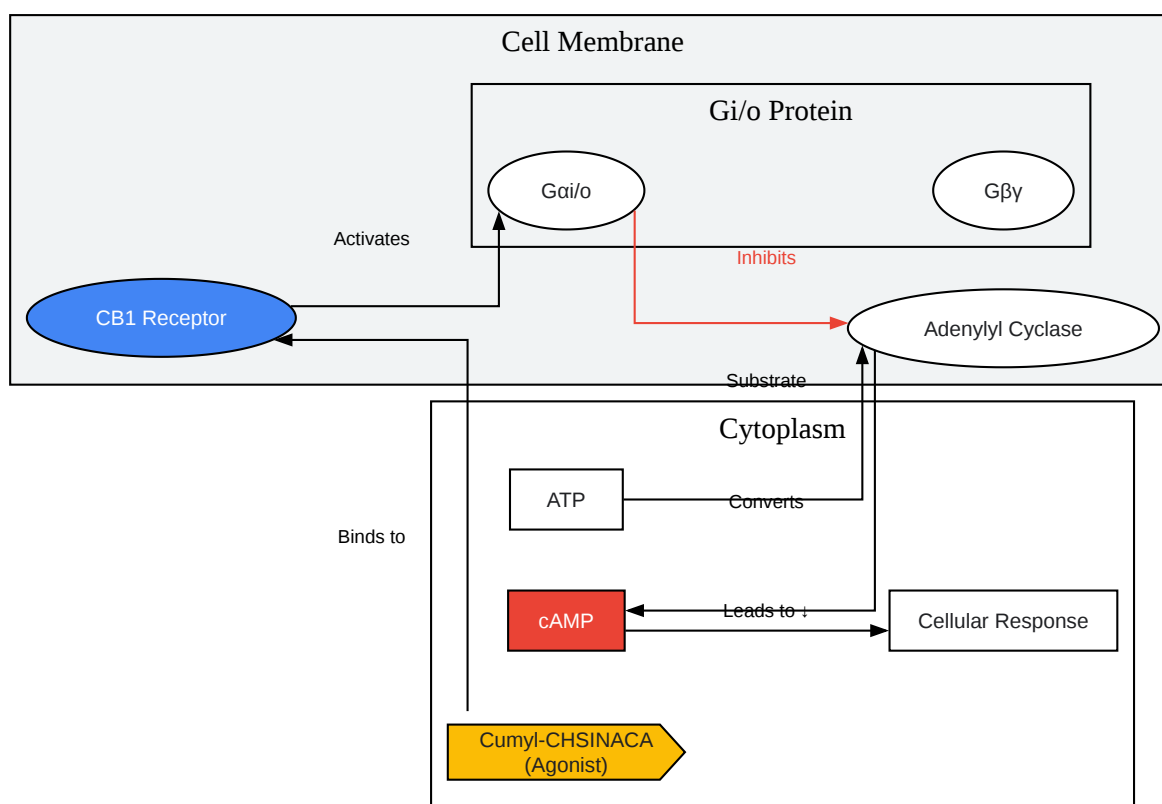 Cell Membrane
Gi/o Protein
Gαi/o
Gβγ
Activates
Inhibits
CB1 Receptor
Adenylyl Cyclase
Substrate
Cytoplasm
ATP
Converts
Binds to
cAMP
Leads to ↓
Cellular Response
Cumyl-CHSINACA
(Agonist)